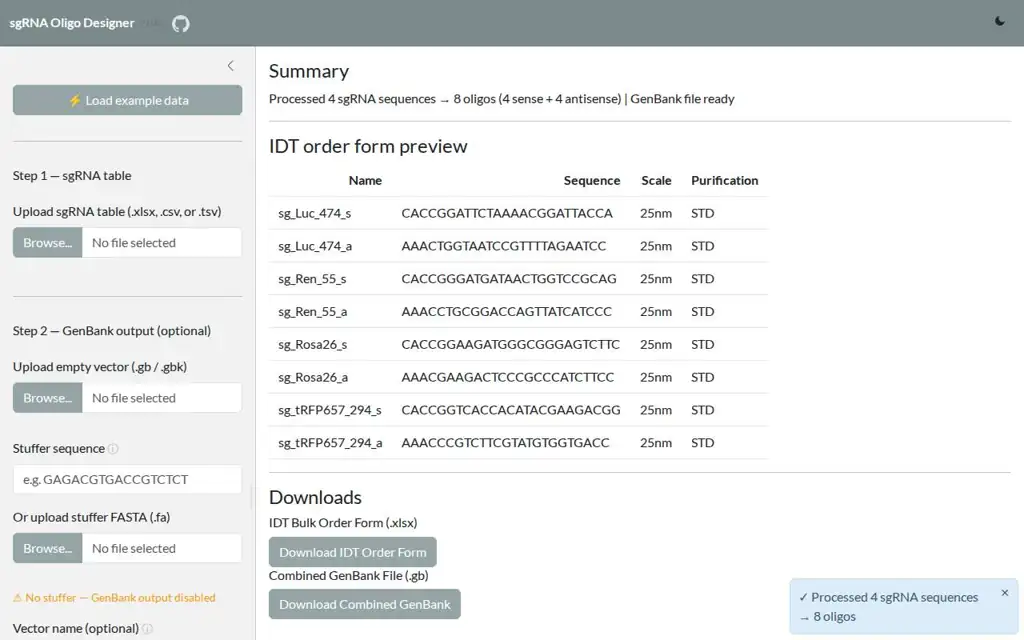 sgRNA Oligo Designer
⚡ Load example data
Step 1 — sgRNA table
Upload sgRNA table (.xlsx, .csv, or .tsv)
Browse... No file selected
Step 2 — GenBank output (optional)
Upload empty vector (.gb / .gbk)
Browse... No file selected
Stuffer sequence ⓘ
e.g. GAGACGTGACCGTCTCT
Or upload stuffer FASTA (.fa)
Browse... No file selected
⚠ No stuffer — GenBank output disabled
Vector name (optional) ⓘ
Summary
Processed 4 sgRNA sequences → 8 oligos (4 sense + 4 antisense) | GenBank file ready
IDT order form preview
Name Sequence Scale Purification
sg_Luc_474_s CACCGGATTCTAAAACGGATTACCA 25nm STD
sg_Luc_474_a AAACTGGTAATCCGTTTTAGAATCC 25nm STD
sg_Ren_55_s CACCGGGATGATAACTGGTCCGCAG 25nm STD
sg_Ren_55_a AAACCTGCGGACCAGTTATCATCCC 25nm STD
sg_Rosa26_s CACCGGAAGATGGGCGGGAGTCTTC 25nm STD
sg_Rosa26_a AAACGAAGACTCCCGCCCATCTTCC 25nm STD
sg_tRFP657_294_s CACCGGTCACCACATACGAAGACGG 25nm STD
sg_tRFP657_294_a AAACCCGTCTTCGTATGTGGTGACC 25nm STD
Downloads
IDT Bulk Order Form (.xlsx)
Download IDT Order Form
Combined GenBank File (.gb)
Download Combined GenBank
✓ Processed 4 sgRNA sequences
→ 8 oligos
×